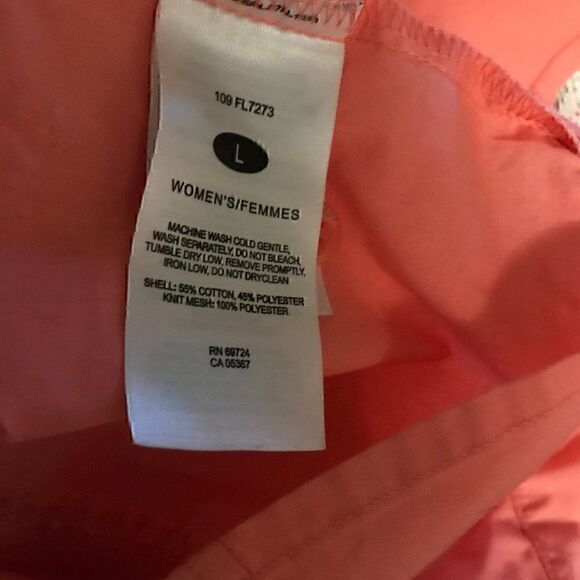 109 FL7273
L
WOMEN'S/FEMMES
MACHINE WASH COLD GENTLE,
WASH SEPARATELY, DO NOT BLEACH,
TUMBLE DRY LOW, REMOVE PROMPTLY,
IRON LOW, DO NOT DRYCLEAN
SHELL: 55% COTTON, 45% POLYESTER
KNIT MESH: 100% POLYESTER
RN 69724
CA 05367